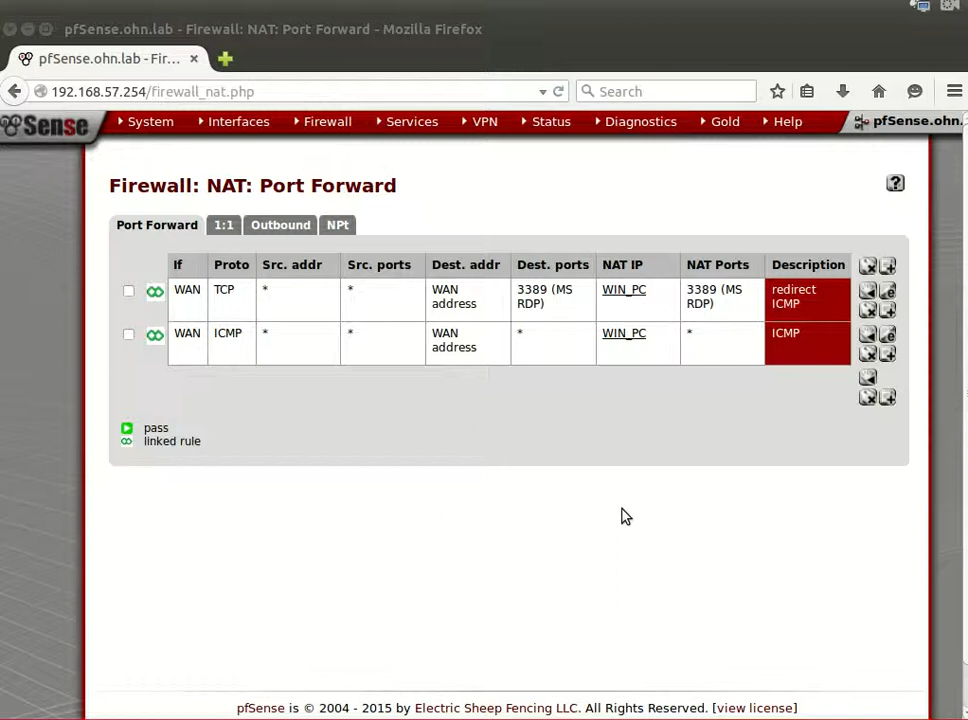 pfSense.ohn.lab - Firewall: NAT: Port Forward - Mozilla Firefox
pfSense.ohn.lab - Fir...
192.168.57.254/firewall_nat.php
Search
Sense
System
Interfaces
Firewall
Services
VPN
Status
Diagnostics
Gold
Help
pfSense.ohn.
Firewall: NAT: Port Forward
?
Port Forward
1:1
Outbound
NPt
If Proto Src. addr Src. ports Dest. addr Dest. ports NAT IP NAT Ports Description
WAN TCP * * WAN 3389 (MS WIN_PC 3389 (MS redirect
address RDP) RDP) ICMP
WAN ICMP * * WAN * WIN_PC * ICMP
address
pass
linked rule
pfSense is © 2004 - 2015 by Electric Sheep Fencing LLC. All Rights Reserved. [view license]